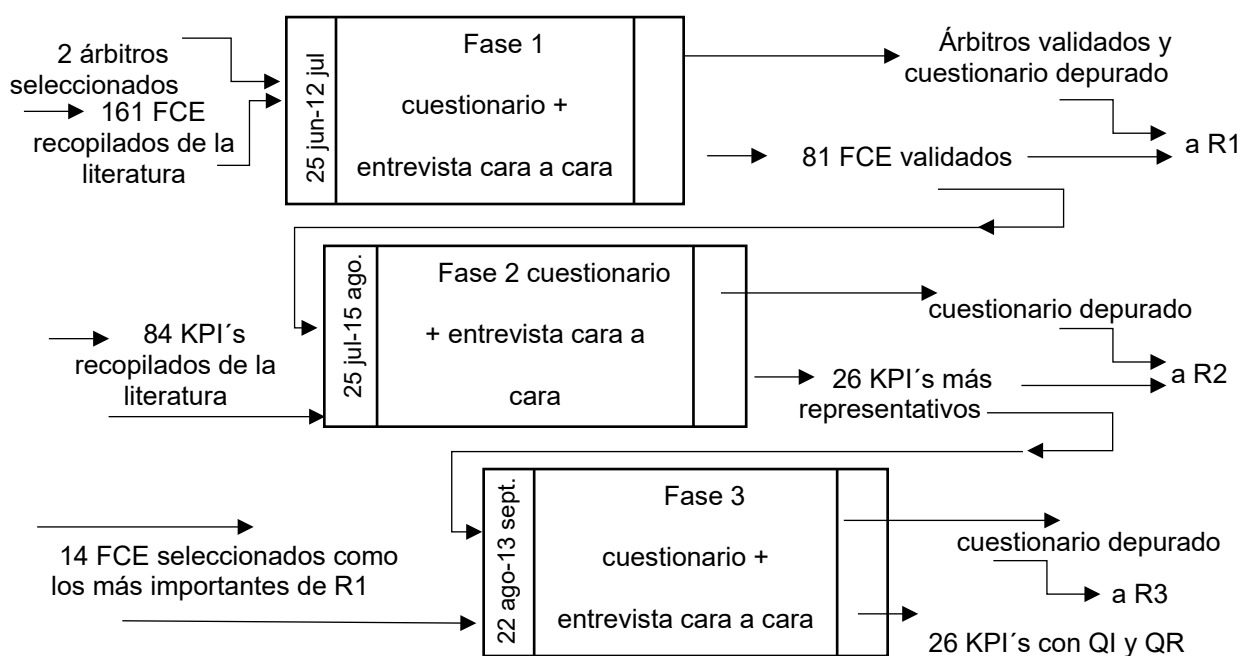 2 árbitros
seleccionados
161 FCE
recopilados de la
literatura
25 jun-12 jul
Fase 1
cuestionario +
entrevista cara a cara
Árbitros validados y
cuestionario depurado
81 FCE validados
a R1
84 KPI´s
recopilados de la
literatura
25 jul-15 ago.
Fase 2 cuestionario
+ entrevista cara a
cara
cuestionario depurado
26 KPI´s más
representativos
a R2
14 FCE seleccionados como
los más importantes de R1
22 ago-13 sept.
Fase 3
cuestionario +
entrevista cara a cara
cuestionario depurado
a R3
26 KPI´s con QI y QR